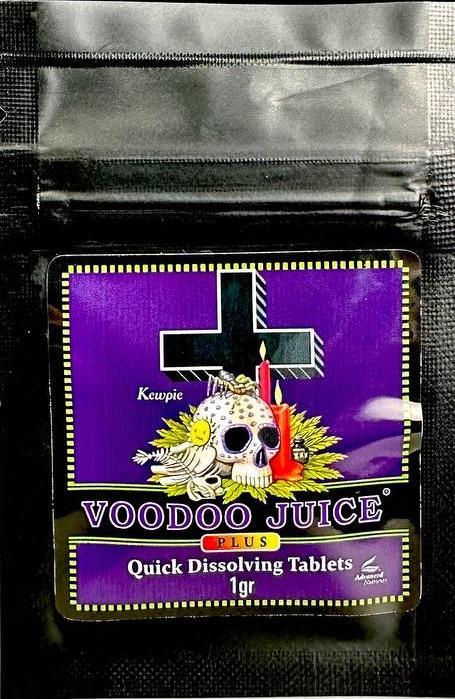 Kewpie
VOODOO JUICE®
PLUS
Quick Dissolving Tablets
1gr
Advanced
Nutrients